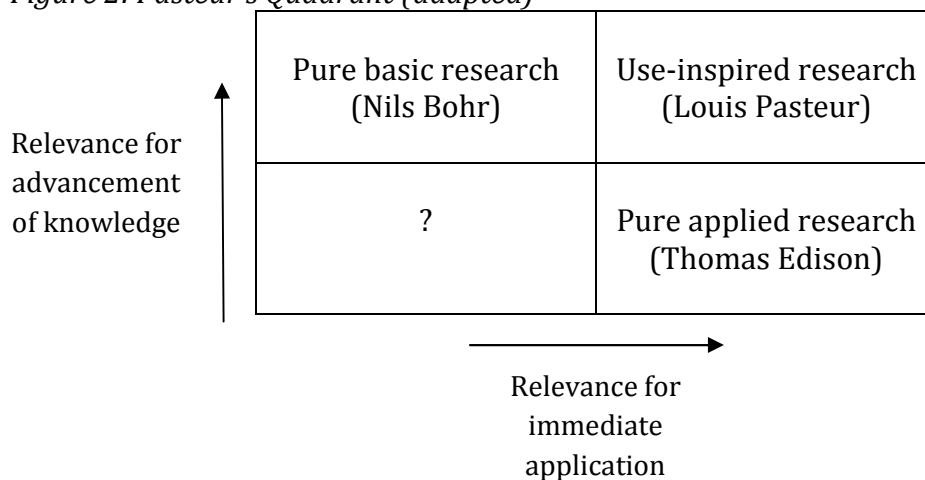 Figure 2: Pasteur's Quadrant (adapted)
Pure basic research
(Nils Bohr)
Use-inspired research
(Louis Pasteur)
Relevance for
advancement
of knowledge
?
Pure applied research
(Thomas Edison)
Relevance for
immediate
application